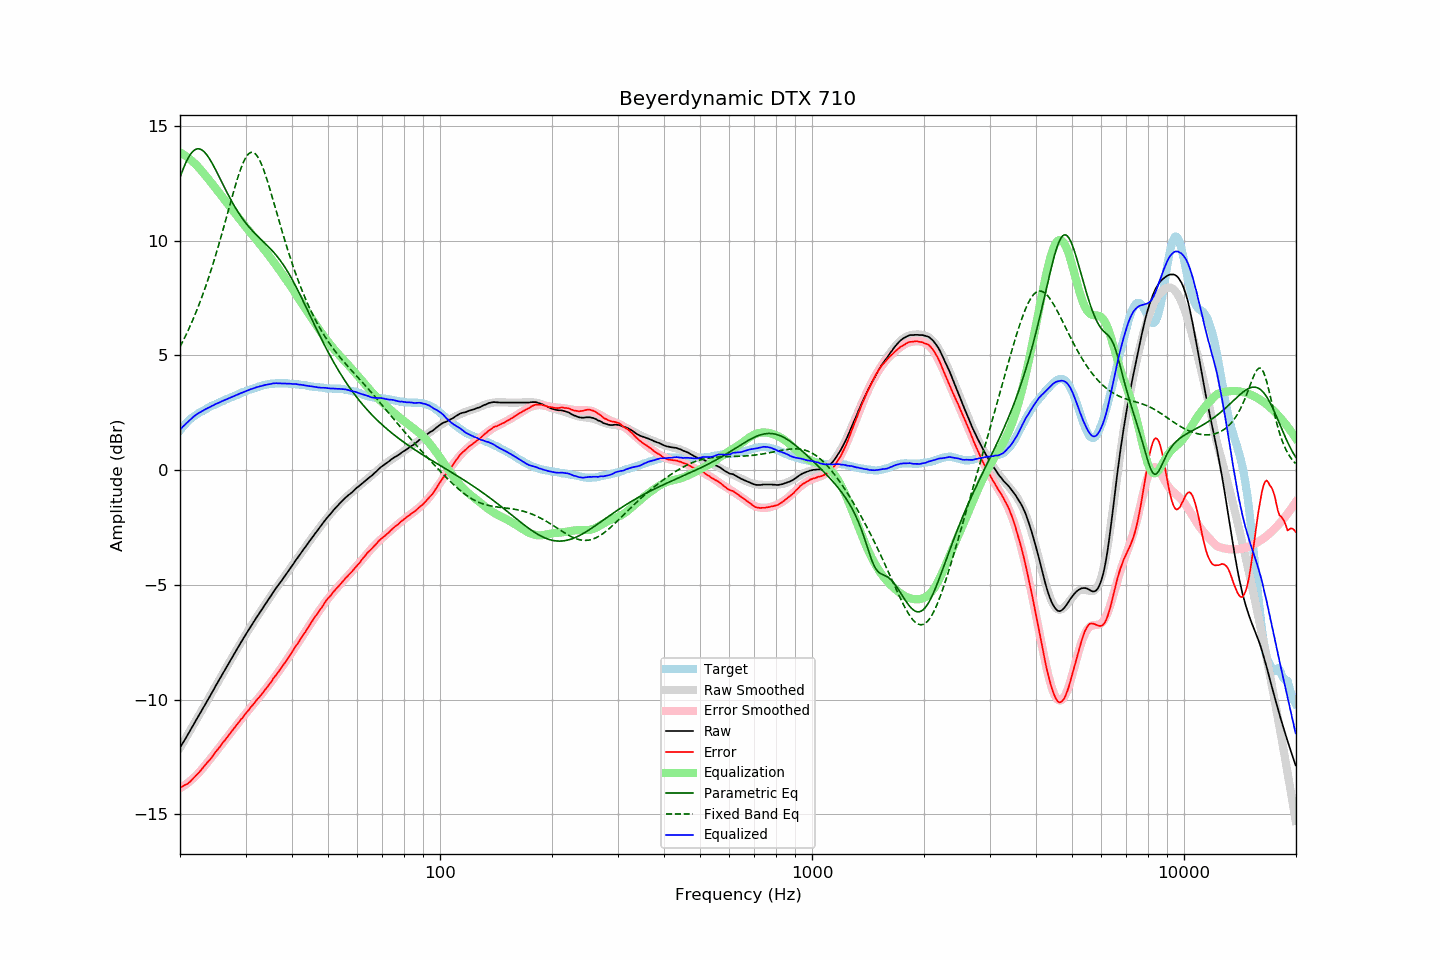 Beyerdynamic DTX 710
15
10
5
0
−5
−10
−15
Amplitude (dBr)
100
1000
10000
Frequency (Hz)
Target
Raw Smoothed
Error Smoothed
Raw
Error
Equalization
Parametric Eq
Fixed Band Eq
Equalized